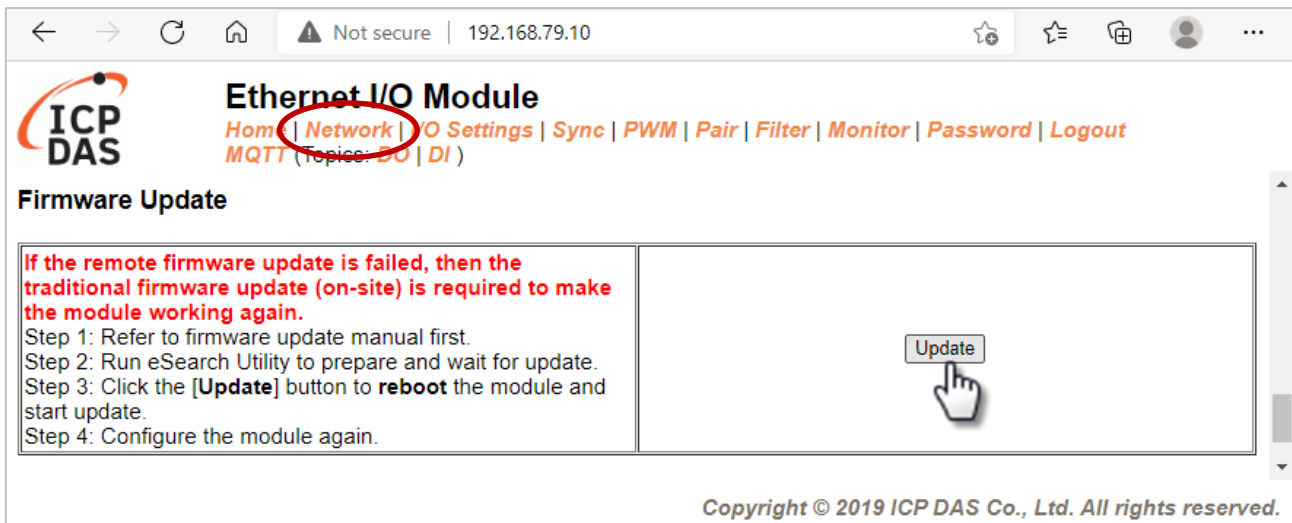 Not secure | 192.168.79.10
ICP DAS
Ethernet I/O Module
Home | Network | I/O Settings | Sync | PWM | Pair | Filter | Monitor | Password | Logout
MQTT (Topics: DO | DI )
Firmware Update
If the remote firmware update is failed, then the
traditional firmware update (on-site) is required to make
the module working again.
Step 1: Refer to firmware update manual first.
Step 2: Run eSearch Utility to prepare and wait for update.
Step 3: Click the [Update] button to reboot the module and
start update.
Step 4: Configure the module again.
Update
Copyright © 2019 ICP DAS Co., Ltd. All rights reserved.